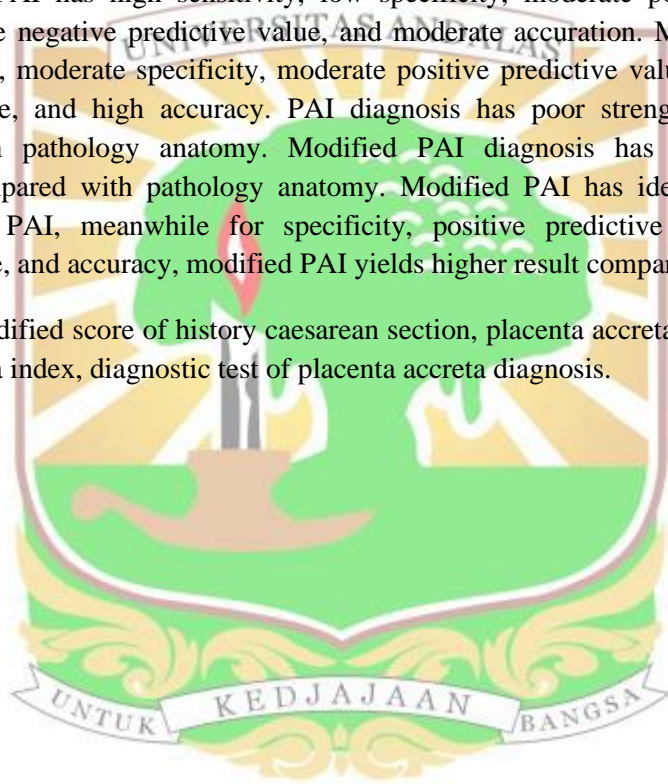 PAI has high sensitivity, low specificity, moderate po
e negative predictive value, and moderate accuration. M
UNIVERSITAS ANDALAS
, moderate specificity, moderate positive predictive valu
e, and high accuracy. PAI diagnosis has poor streng
pathology anatomy. Modified PAI diagnosis has
pared with pathology anatomy. Modified PAI has ide
PAI, meanwhile for specificity, positive predictive
e, and accuracy, modified PAI yields higher result compar
dified score of history caesarean section, placenta accreta
index, diagnostic test of placenta accreta diagnosis.
UNTUK KEDJAJAAN BANGSA